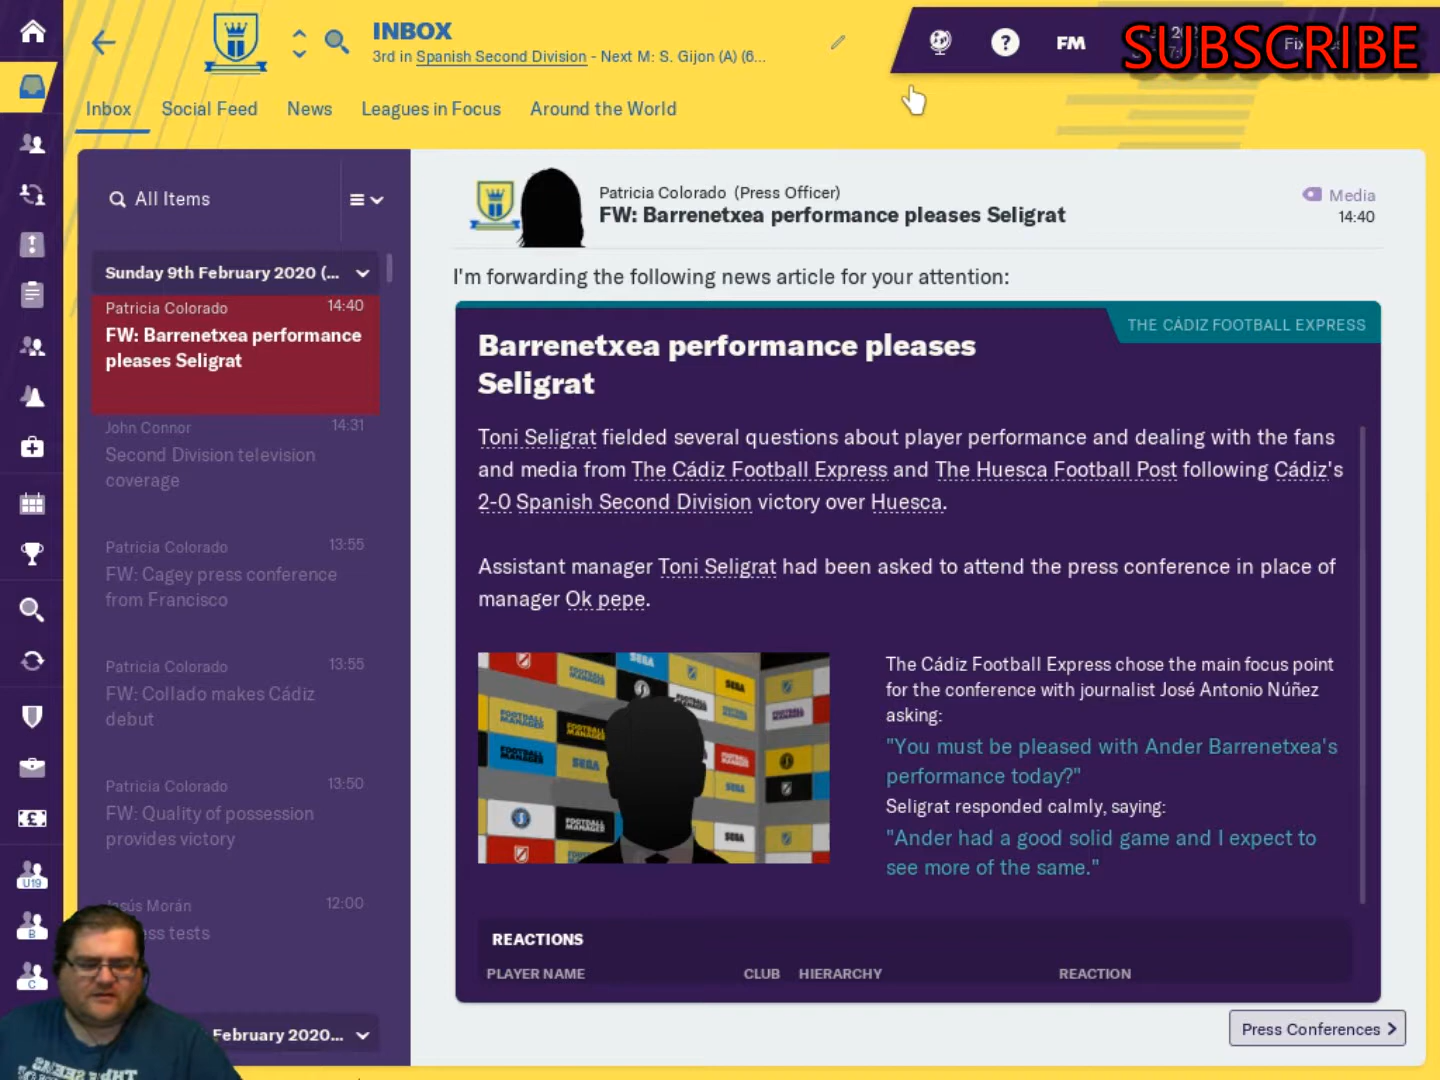 INBOX
3rd in Spanish Second Division - Next M: S. Gijon (A) (6...
FM
SUBSCRIBE
Inbox
Social Feed
News
Leagues in Focus
Around the World
All Items
Sunday 9th February 2020 (...
Patricia Colorado 14:40
FW: Barrenetxea performance
pleases Seligrat
John Connor 14:31
Second Division television
coverage
Patricia Colorado 13:55
FW: Cagey press conference
from Francisco
Patricia Colorado 13:55
FW: Collado makes Cádiz
debut
Patricia Colorado 13:50
FW: Quality of possession
provides victory
Jesús Morán 12:00
tests
February 2020...
U19
B
C
Patricia Colorado (Press Officer)
FW: Barrenetxea performance pleases Seligrat
Media
14:40
I'm forwarding the following news article for your attention:
THE CÁDIZ FOOTBALL EXPRESS
Barrenetxea performance pleases
Seligrat
Toni Seligrat fielded several questions about player performance and dealing with the fans
and media from The Cádiz Football Express and The Huesca Football Post following Cádiz's
2-0 Spanish Second Division victory over Huesca.
Assistant manager Toni Seligrat had been asked to attend the press conference in place of
manager Ok pepe.
The Cádiz Football Express chose the main focus point
for the conference with journalist José Antonio Núñez
asking:
"You must be pleased with Ander Barrenetxea's
performance today?"
Seligrat responded calmly, saying:
"Ander had a good solid game and I expect to
see more of the same."
SEGA
FOOTBALL MANAGER
REACTIONS
PLAYER NAME CLUB HIERARCHY REACTION
Press Conferences